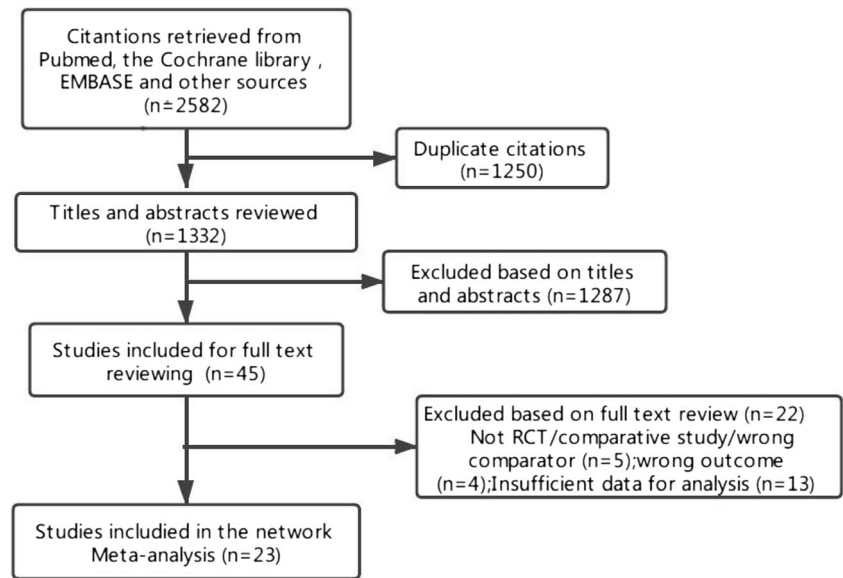 Citantions retrieved from
Pubmed, the Cochrane library ,
EMBASE and other sources
(n=2582)
Duplicate citations
(n=1250)
Titles and abstracts reviewed
(n=1332)
Excluded based on titles
and abstracts (n=1287)
Studies included for full text
reviewing (n=45)
Excluded based on full text review (n=22)
Not RCT/comparative study/wrong
comparator (n=5);wrong outcome
(n=4);Insufficient data for analysis (n=13)
Studies includied in the network
Meta-analysis (n=23)